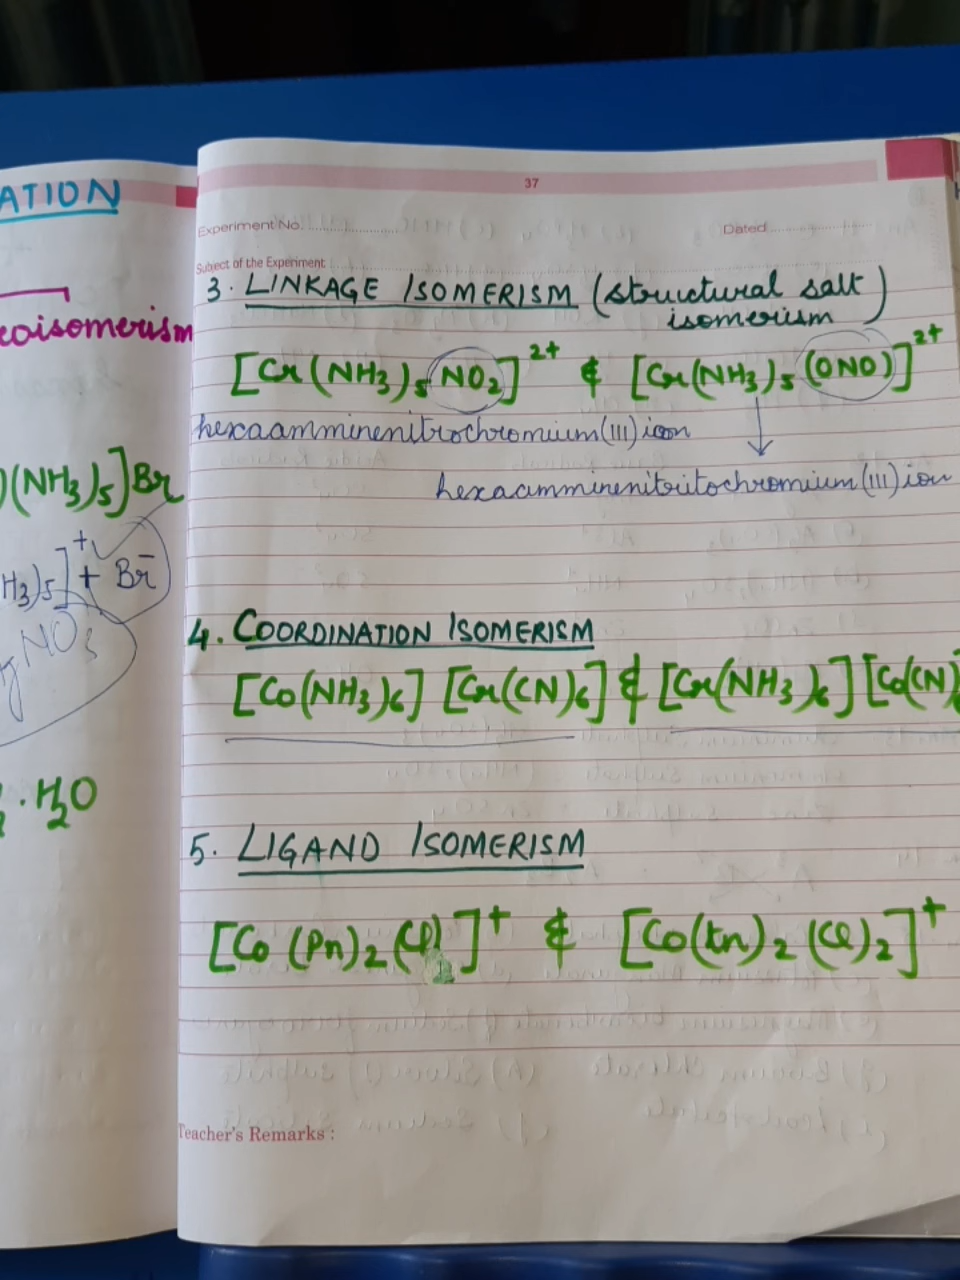 ATION
eoisomerism
)(NH3)5]Br
H3)5]+ + Br-
gNO3
. H2O
37
Experiment No.
Dated
Subject of the Experiment
3. LINKAGE ISOMERISM (structural salt
isomerism)
[Cr(NH3)5NO2]2+ & [Cr(NH3)5(ONO)]2+
hexaamminenitrochromium(III)ion
hexaamminenitritochromium(III)ion
4. COORDINATION ISOMERISM
[Co(NH3)6] [Cr(CN)6] & [Cr(NH3)6] [Co(CN)
5. LIGAND ISOMERISM
[Co(Pn)2(Cl)2]+ & [Co(tn)2(Cl)2]+
Teacher's Remarks :